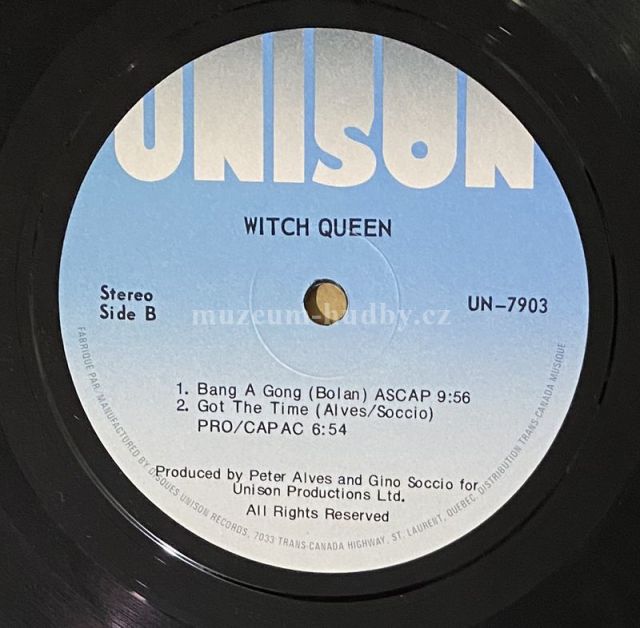 UNISON
WITCH QUEEN
Stereo
Side B
UN-7903
muzeum-hudby.cz
1. Bang A Gong (Bolan) ASCAP 9:56
2. Got The Time (Alves/Soccio)
PRO/CAPAC 6:54
Produced by Peter Alves and Gino Soccio for
Unison Productions Ltd.
All Rights Reserved
FABRIQUÉ PAR/MANUFACTURED BY DISQUES UNISON RECORDS, 7033 TRANS-CANADA HIGHWAY, ST. LAURENT, QUEBEC, DISTRIBUTION TRANS-CANADA MUSIQUE